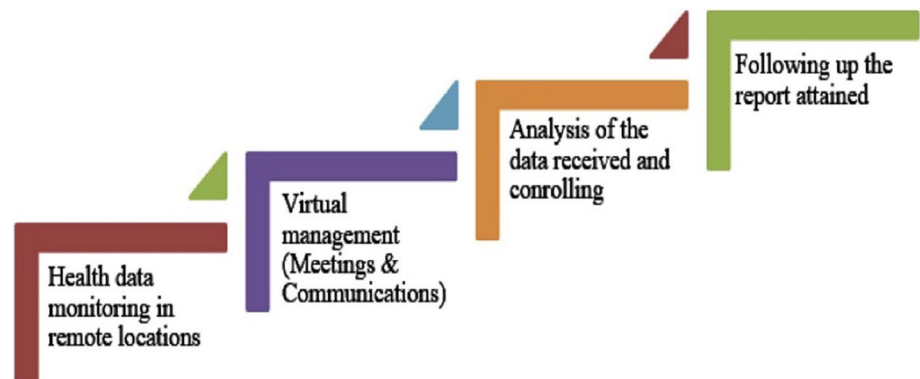 Health data
monitoring in
remote locations
Virtual
management
(Meetings &
Communications)
Analysis of the
data received and
conrolling
Following up the
report attained